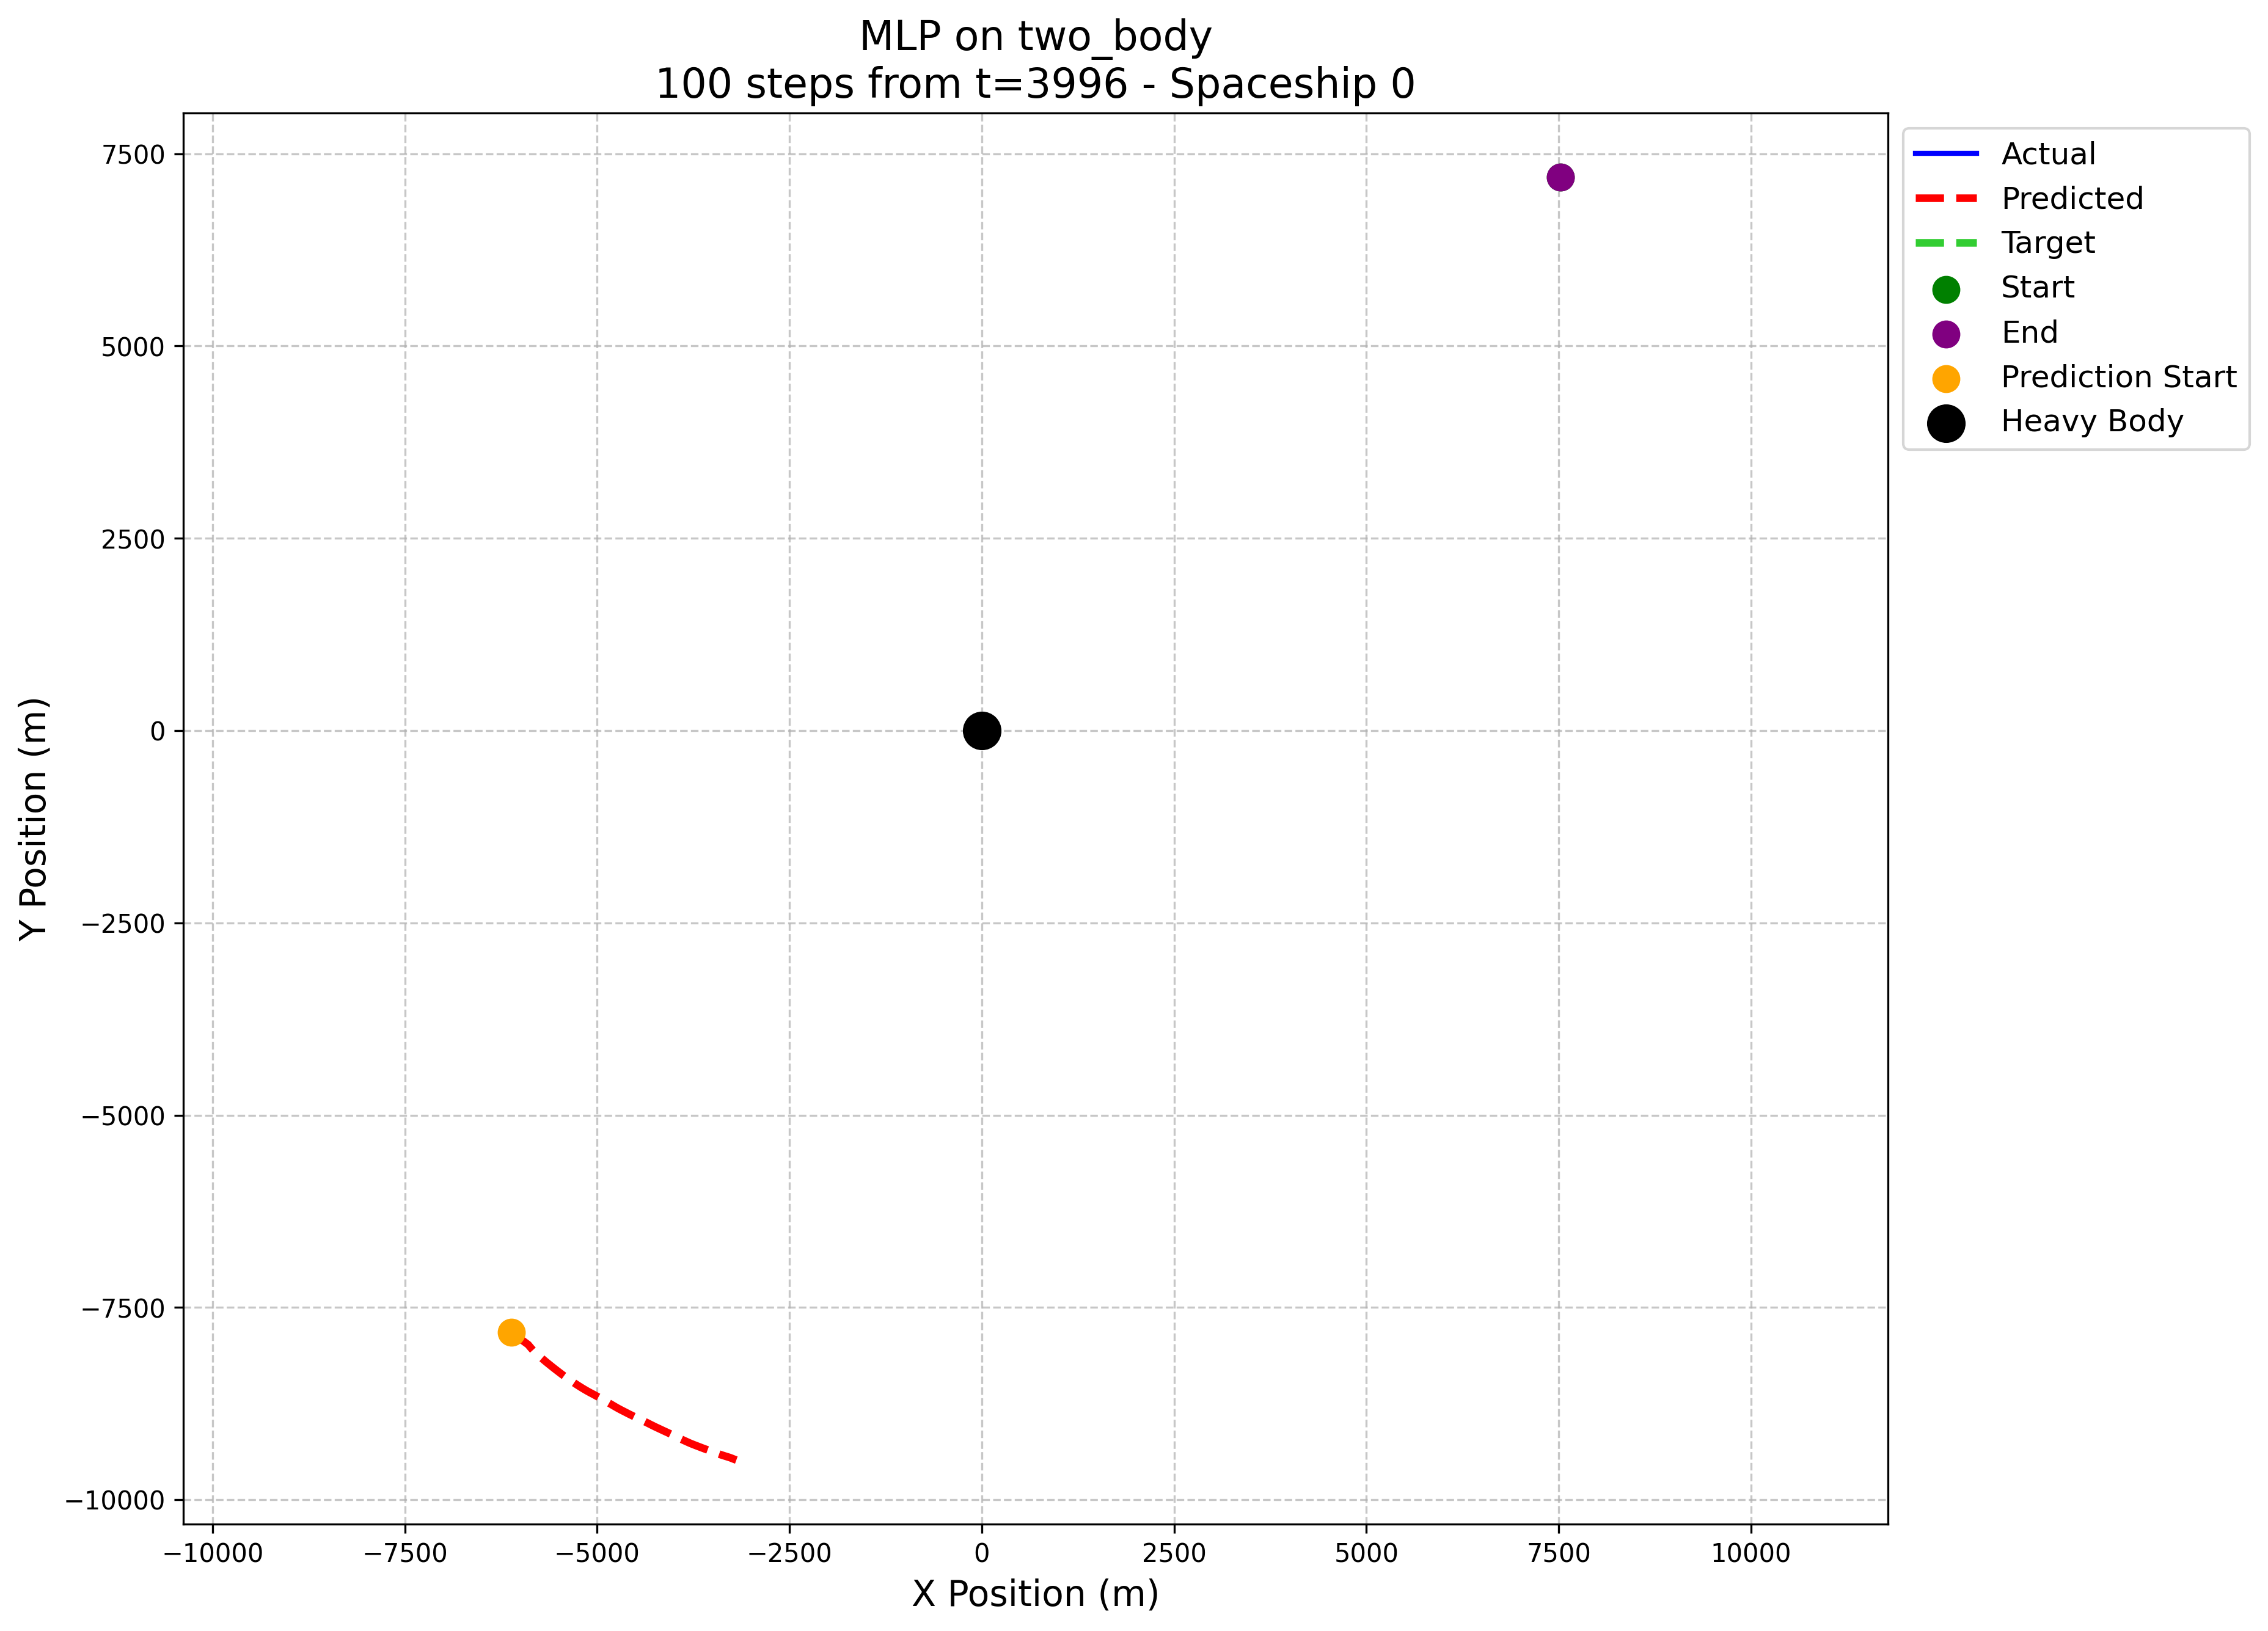 MLP on two_body
100 steps from t=3996 - Spaceship 0
Actual
Predicted
Target
Start
End
Prediction Start
Heavy Body
7500
5000
2500
0
−2500
−5000
−7500
−10000
Y Position (m)
−10000
−7500
−5000
−2500
0
2500
5000
7500
10000
X Position (m)